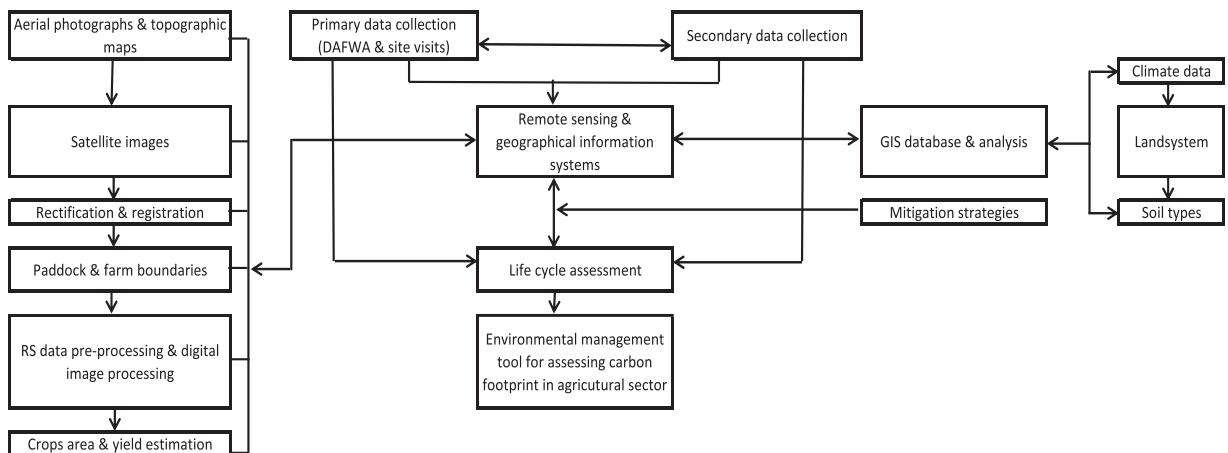 Aerial photographs & topographic
maps
Satellite images
Rectification & registration
Paddock & farm boundaries
RS data pre-processing & digital
image processing
Crops area & yield estimation
Primary data collection
(DAFWA & site visits)
Secondary data collection
Remote sensing &
geographical information
systems
Life cycle assessment
Environmental management
tool for assessing carbon
footprint in agricutural sector
GIS database & analysis
Mitigation strategies
Climate data
Landsystem
Soil types